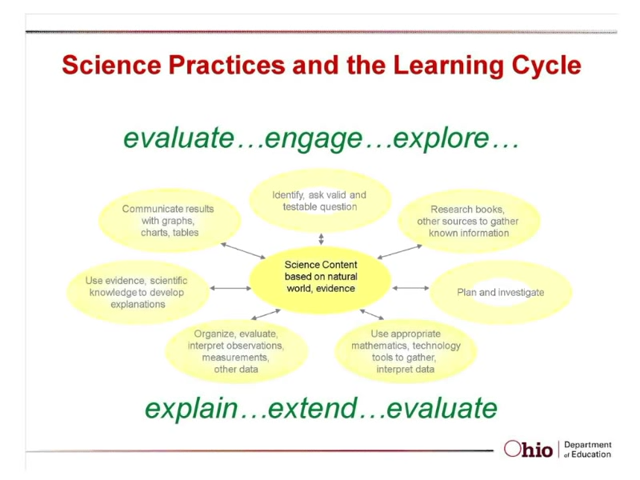 Science Practices and the Learning Cycle
evaluate…engage…explore…
Identify, ask valid and
testable question
Communicate results
with graphs,
charts, tables
Research books,
other sources to gather
known information
Science Content
based on natural
world, evidence
Use evidence, scientific
knowledge to develop
explanations
Plan and investigate
Organize, evaluate,
interpret observations,
measurements,
other data
Use appropriate
mathematics, technology
tools to gather,
interpret data
explain…extend…evaluate
Ohio
Department
of Education